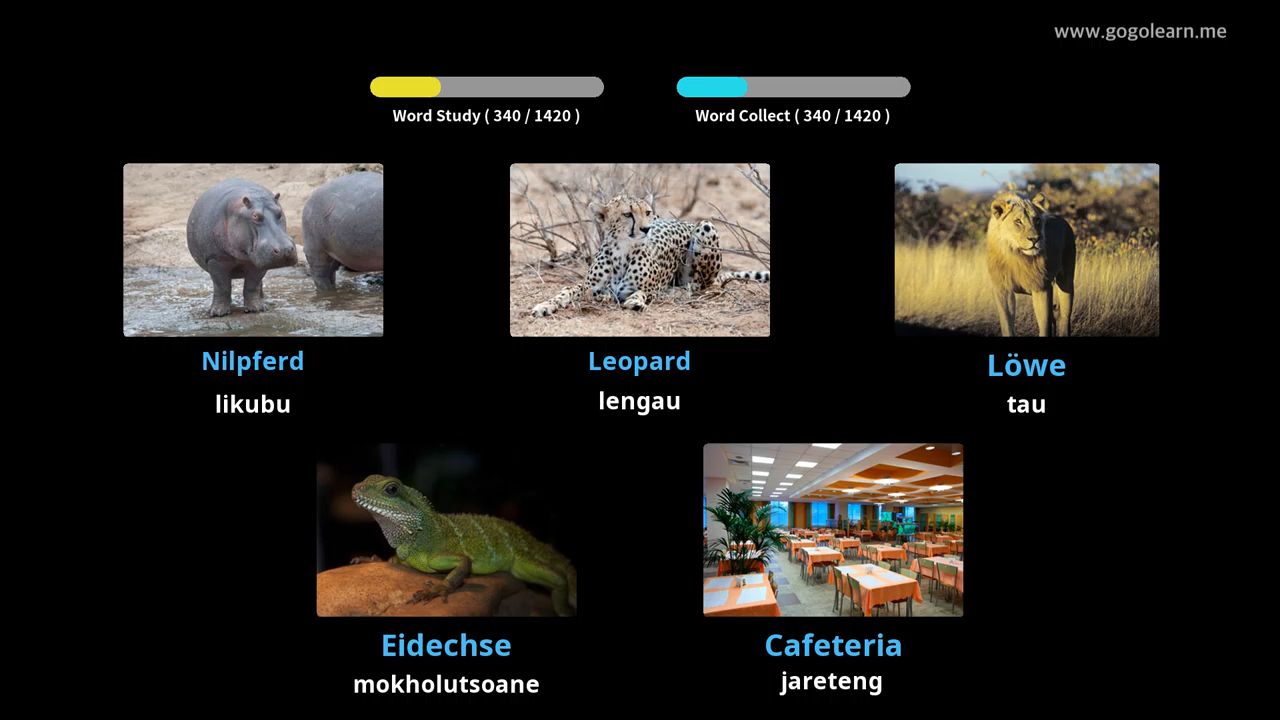 www.gogolearn.me
Word Study ( 340 / 1420 )
Word Collect ( 340 / 1420 )
Nilpferd
likubu
Leopard
lengau
Löwe
tau
Eidechse
mokholutsoane
Cafeteria
jareteng